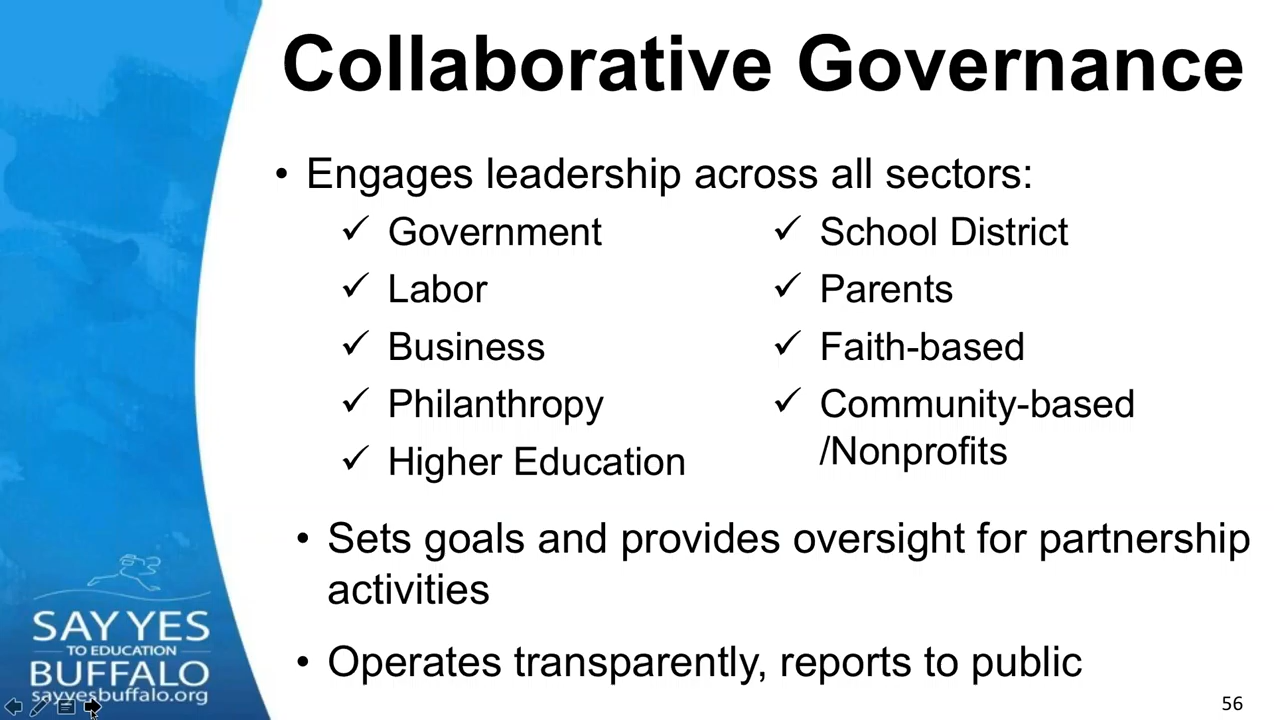 Collaborative Governance
• Engages leadership across all sectors:
✓ Government
✓ Labor
✓ Business
✓ Philanthropy
✓ Higher Education
✓ School District
✓ Parents
✓ Faith-based
✓ Community-based
/Nonprofits
• Sets goals and provides oversight for partnership
activities
• Operates transparently, reports to public
SAY YES
TO EDUCATION
BUFFALO
sayyesbuffalo.org
56